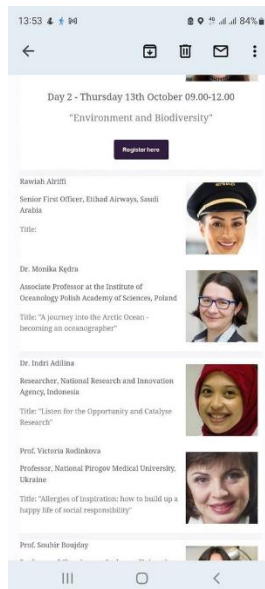 13:53
84%
Day 2 - Thursday 13th October 09.00-12.00
"Environment and Biodiversity"
Register here
Rawiah Alriffi
Senior First Officer, Etihad Airways, Saudi
Arabia
Title:
Dr. Monika Kędra
Associate Professor at the Institute of
Oceanology Polish Academy of Sciences, Poland
Title: "A journey into the Arctic Ocean -
becoming an oceanographer"
Dr. Indri Adilina
Researcher, National Research and Innovation
Agency, Indonesia
Title: "Listen for the Opportunity and Catalyse
Research"
Prof. Victoria Rodinkova
Professor, National Pirogov Medical University,
Ukraine
Title: "Allergies of inspiration: how to build up a
happy life of social responsibility"
Prof. Souhir Boujday